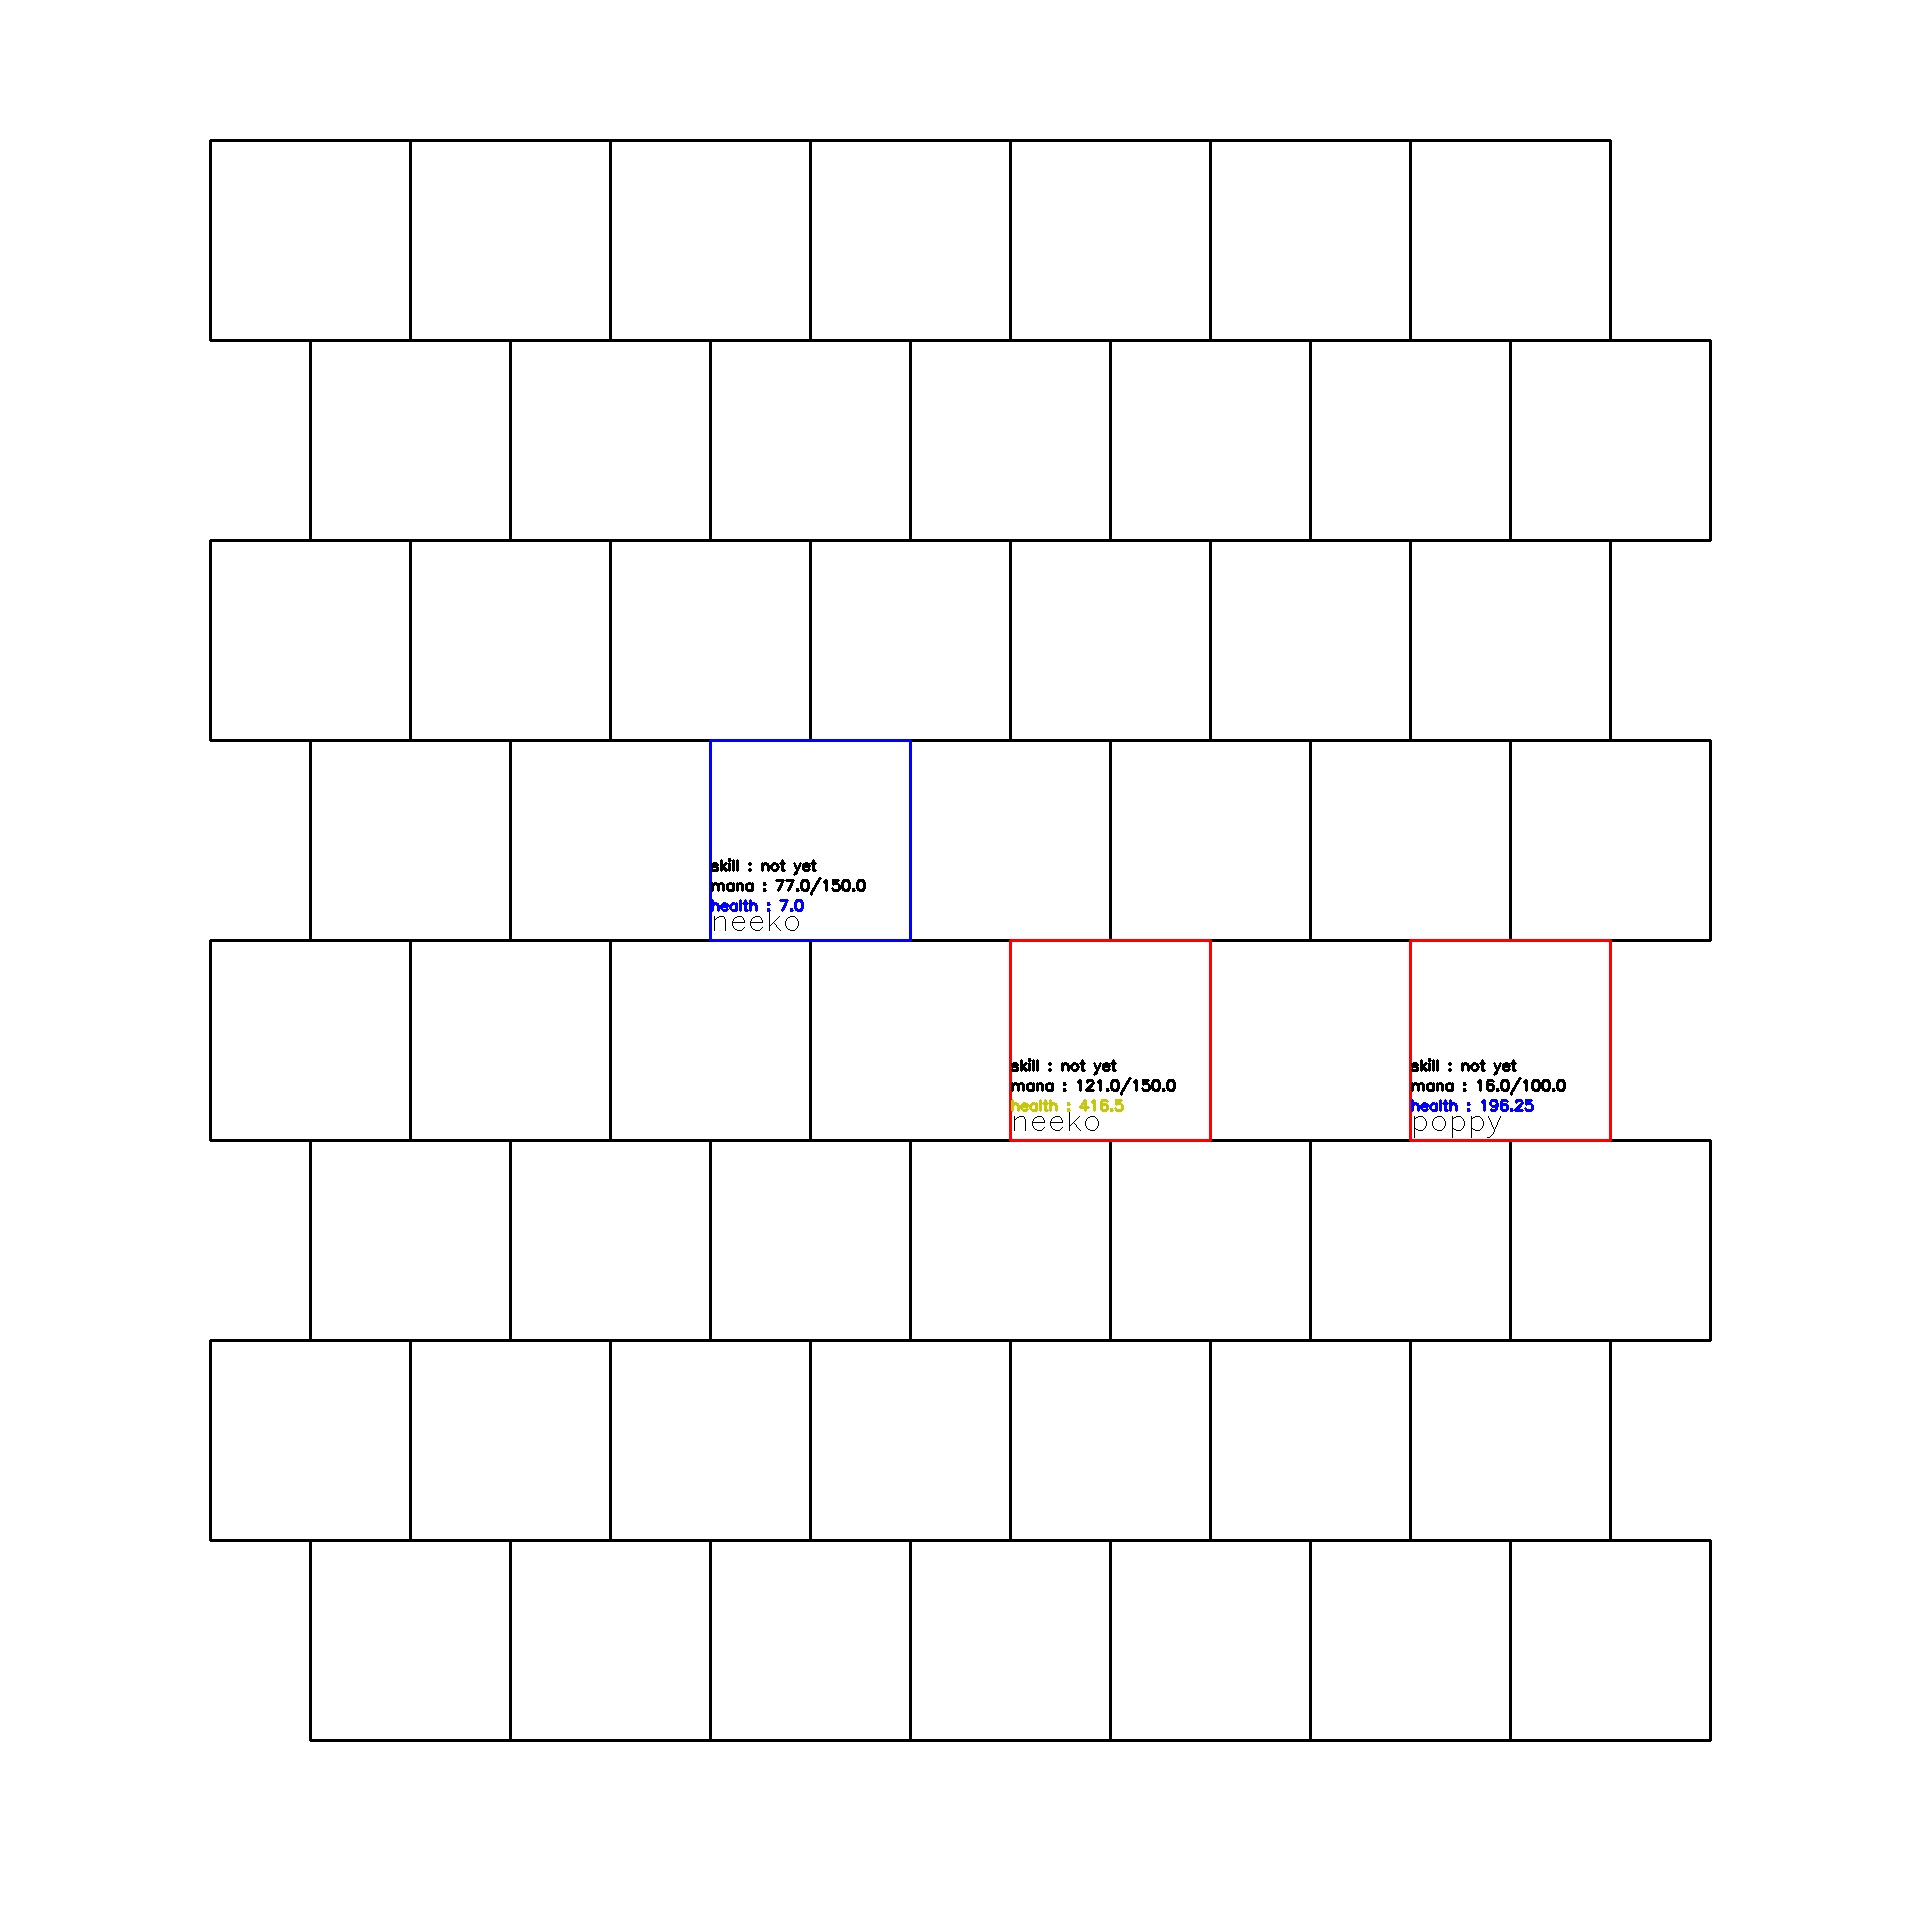 skill : not yet
mana : 77.0/150.0
health : 7.0
neeko
skill : not yet
mana : 121.0/150.0
health : 416.5
neeko
skill : not yet
mana : 16.0/100.0
health : 196.25
poppy